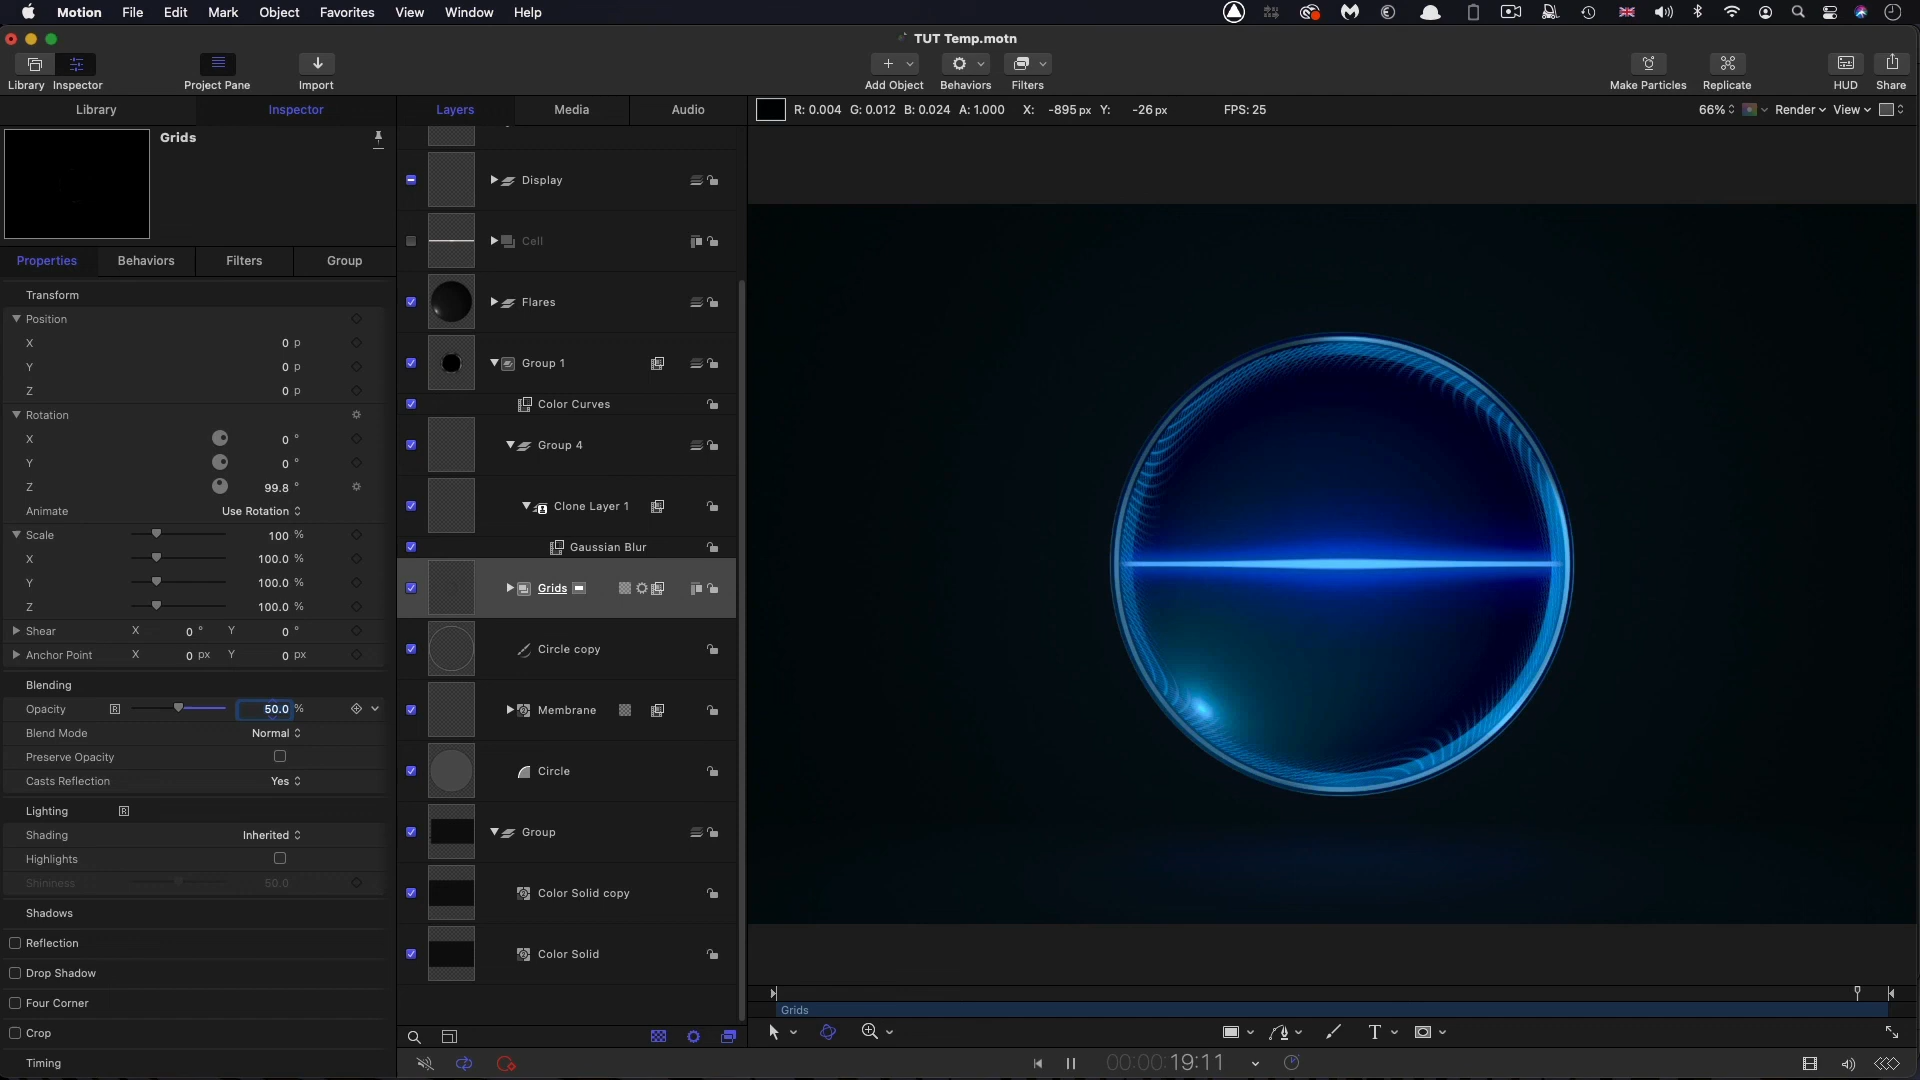 Motion File Edit Mark Object Favorites View Window Help
TUT Temp.motn
Library Inspector Project Pane Import Add Object Behaviors Filters Make Particles Replicate HUD Share
Library Inspector Layers Media Audio R: 0.004 G: 0.012 B: 0.024 A: 1.000 X: -895 px Y: -26 px FPS: 25 66% Render View
Grids
Properties Behaviors Filters Group
Transform
Position
X 0 p
Y 0 p
Z 0 p
Rotation
X 0 °
Y 0 °
Z 99.8 °
Animate Use Rotation
Scale 100 %
X 100.0 %
Y 100.0 %
Z 100.0 %
Shear X 0 ° Y 0 °
Anchor Point X 0 px Y 0 px
Blending
Opacity R 50.0 %
Blend Mode Normal
Preserve Opacity
Casts Reflection Yes
Lighting R
Shading Inherited
Highlights
Shininess 50.0
Shadows
Reflection
Drop Shadow
Four Corner
Crop
Timing
Display
Cell
Flares
Group 1
Color Curves
Group 4
Clone Layer 1
Gaussian Blur
Grids
Circle copy
Membrane
Circle
Group
Color Solid copy
Color Solid
Grids
T
00:00:19:11